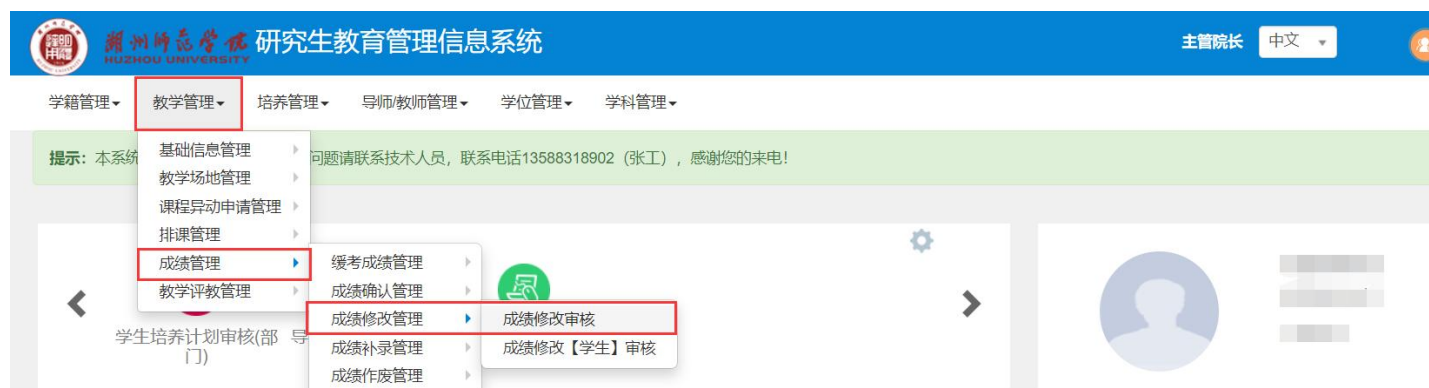 湖州师范学院 研究生教育管理信息系统
HUZHOU UNIVERSITY
主管院长 中文
学籍管理 教学管理 培养管理 导师/教师管理 学位管理 学科管理
提示：本系统 问题请联系技术人员，联系电话13588318902（张工），感谢您的来电！
基础信息管理
教学场地管理
课程异动申请管理
排课管理
成绩管理
教学评教管理
缓考成绩管理
成绩确认管理
成绩修改管理
成绩补录管理
成绩作废管理
成绩修改审核
成绩修改【学生】审核
学生培养计划审核(部门)
导